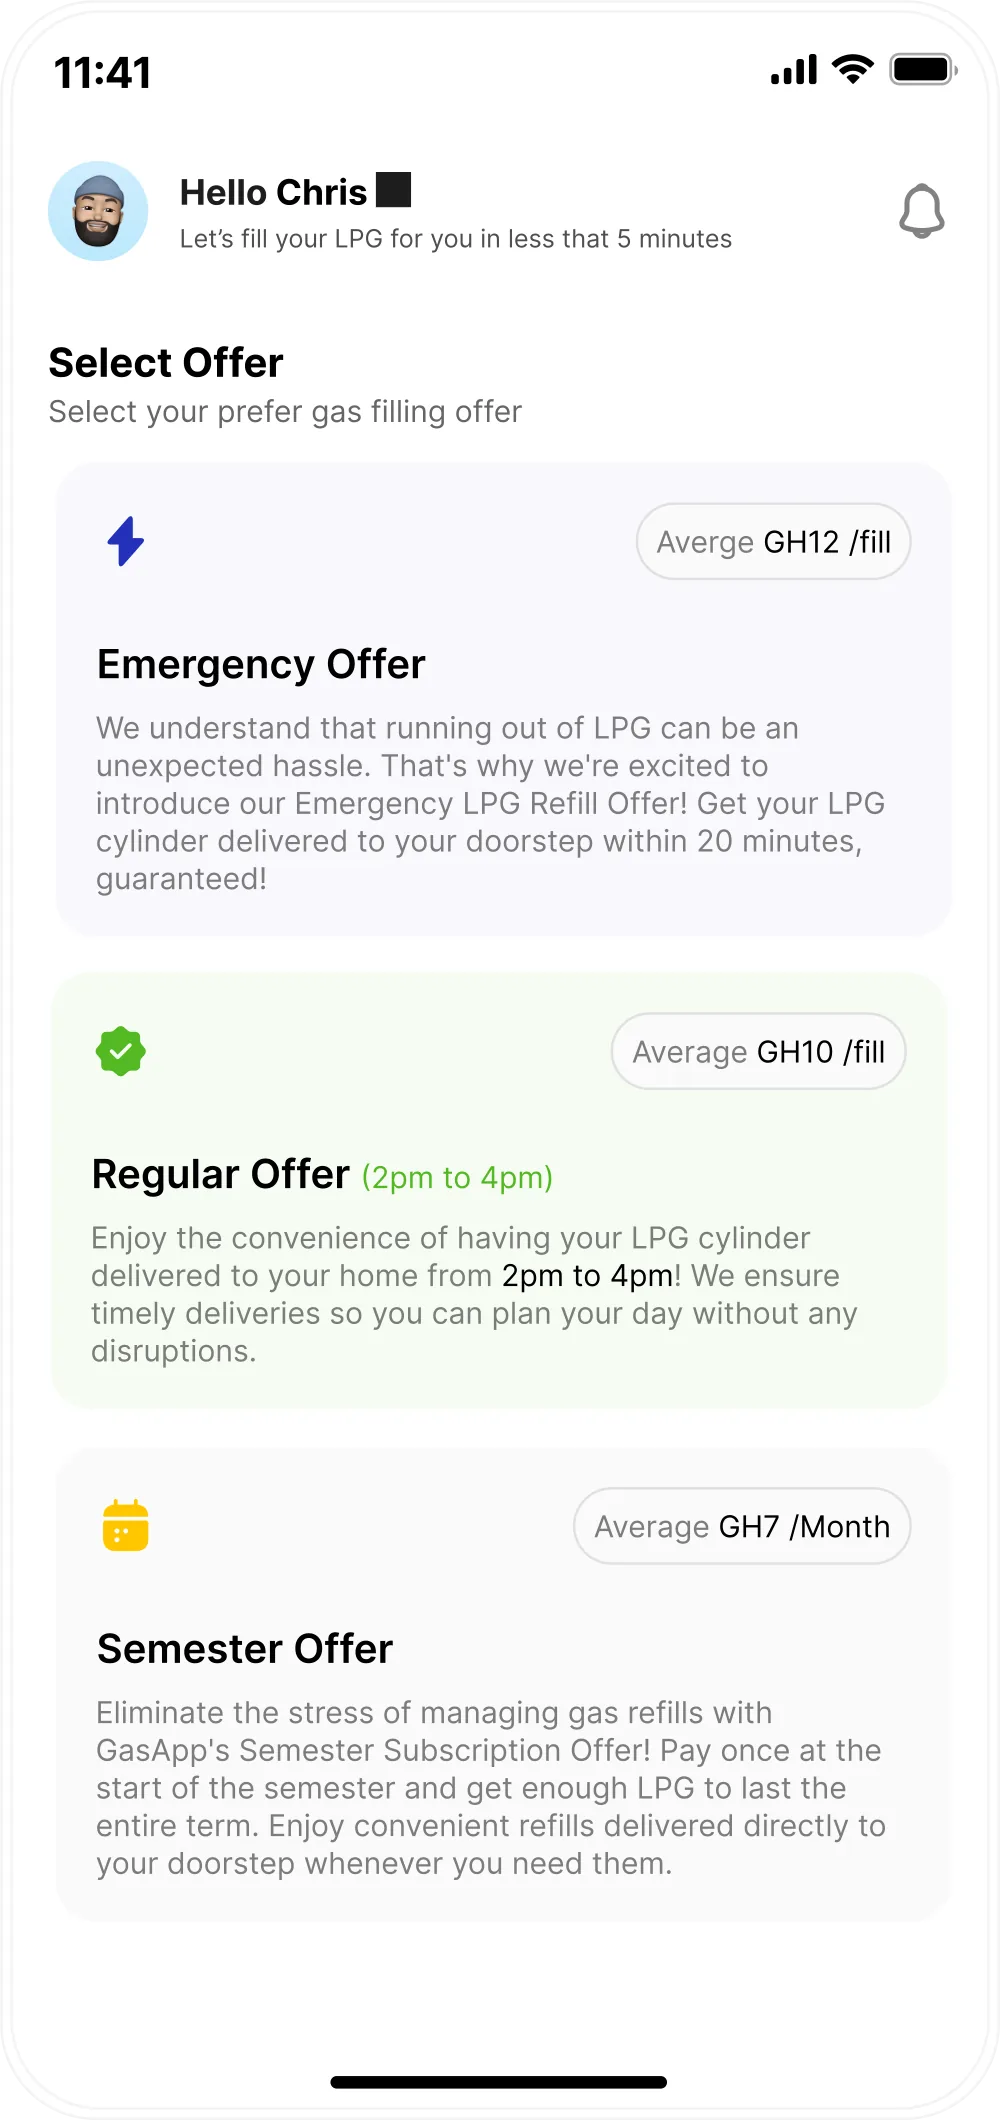 11:41
Hello Chris
Let’s fill your LPG for you in less that 5 minutes
Select Offer
Select your prefer gas filling offer
Averge GH12 /fill
Emergency Offer
We understand that running out of LPG can be an
unexpected hassle. That's why we're excited to
introduce our Emergency LPG Refill Offer! Get your LPG
cylinder delivered to your doorstep within 20 minutes,
guaranteed!
Average GH10 /fill
Regular Offer (2pm to 4pm)
Enjoy the convenience of having your LPG cylinder
delivered to your home from 2pm to 4pm! We ensure
timely deliveries so you can plan your day without any
disruptions.
Average GH7 /Month
Semester Offer
Eliminate the stress of managing gas refills with
GasApp's Semester Subscription Offer! Pay once at the
start of the semester and get enough LPG to last the
entire term. Enjoy convenient refills delivered directly to
your doorstep whenever you need them.